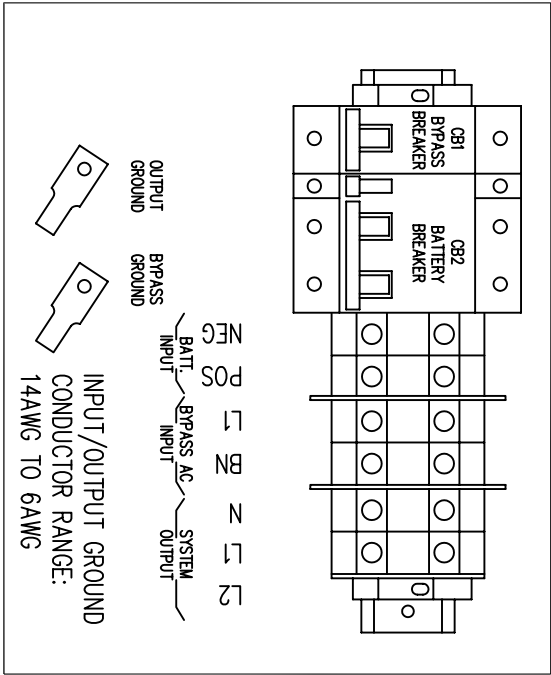 CB1
BYPASS
BREAKER
CB2
BATTERY
BREAKER
NEG
POS
L1
BN
N
L1
L2
BATT.
INPUT
BYPASS AC
INPUT
SYSTEM
OUTPUT
OUTPUT
GROUND
BYPASS
GROUND
INPUT/OUTPUT GROUND
CONDUCTOR RANGE:
14AWG TO 6AWG